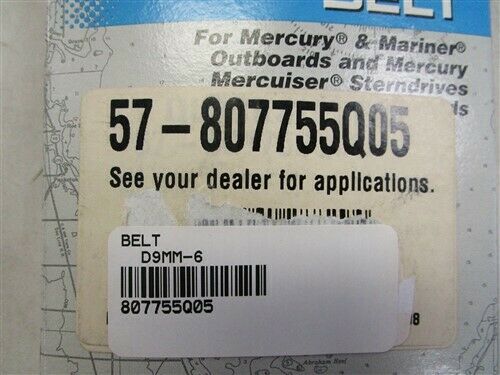 BELT
For Mercury® & Mariner®
Outboards and Mercury
Mercuiser® Sterndrives
57-807755Q05
See your dealer for applications.
BELT
D9MM-6
807755Q05